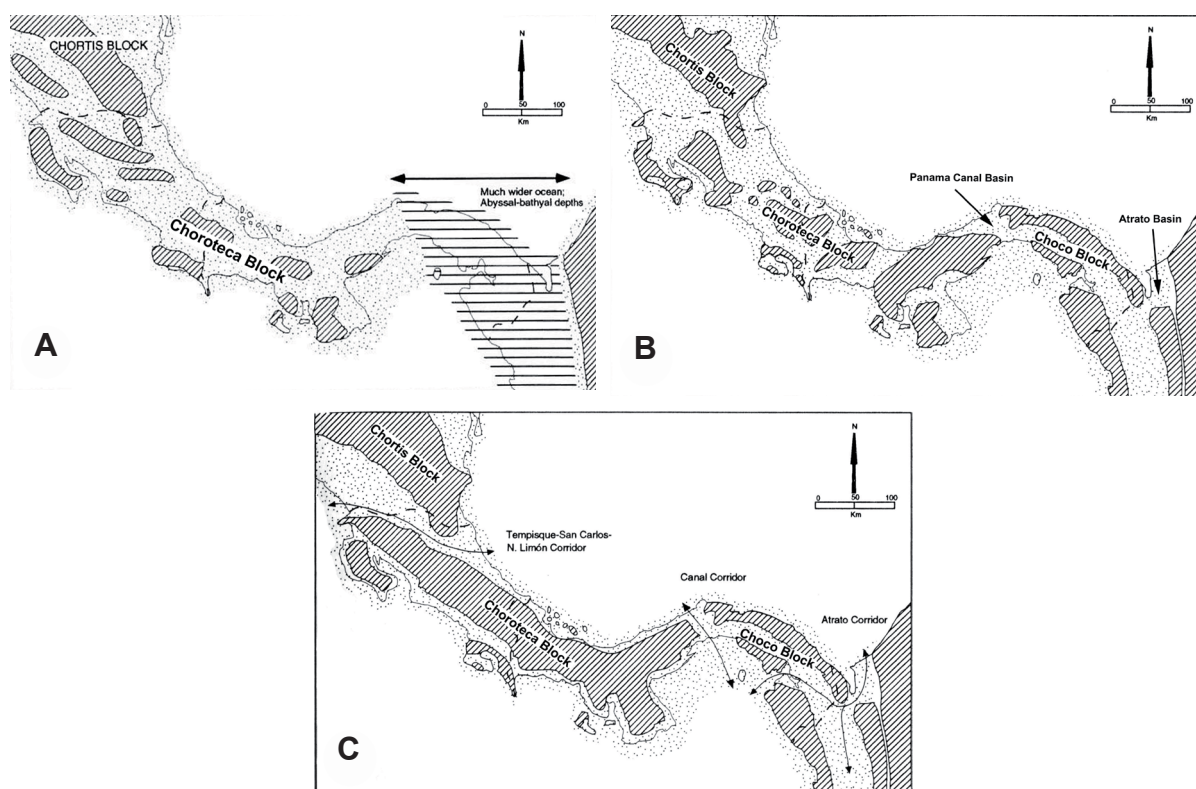 CHORTIS BLOCK
N
0 50 100
Km
Much wider ocean;
Abyssal-bathyal depths
Choroteca Block
A
Chortis Block
N
0 50 100
Km
Panama Canal Basin
Atrato Basin
Choroteca Block
Choco Block
B
Chortis Block
N
0 50 100
Km
Tempisque-San Carlos-
N. Limón Corridor
Canal Corridor
Atrato Corridor
Choroteca Block
Choco Block
C